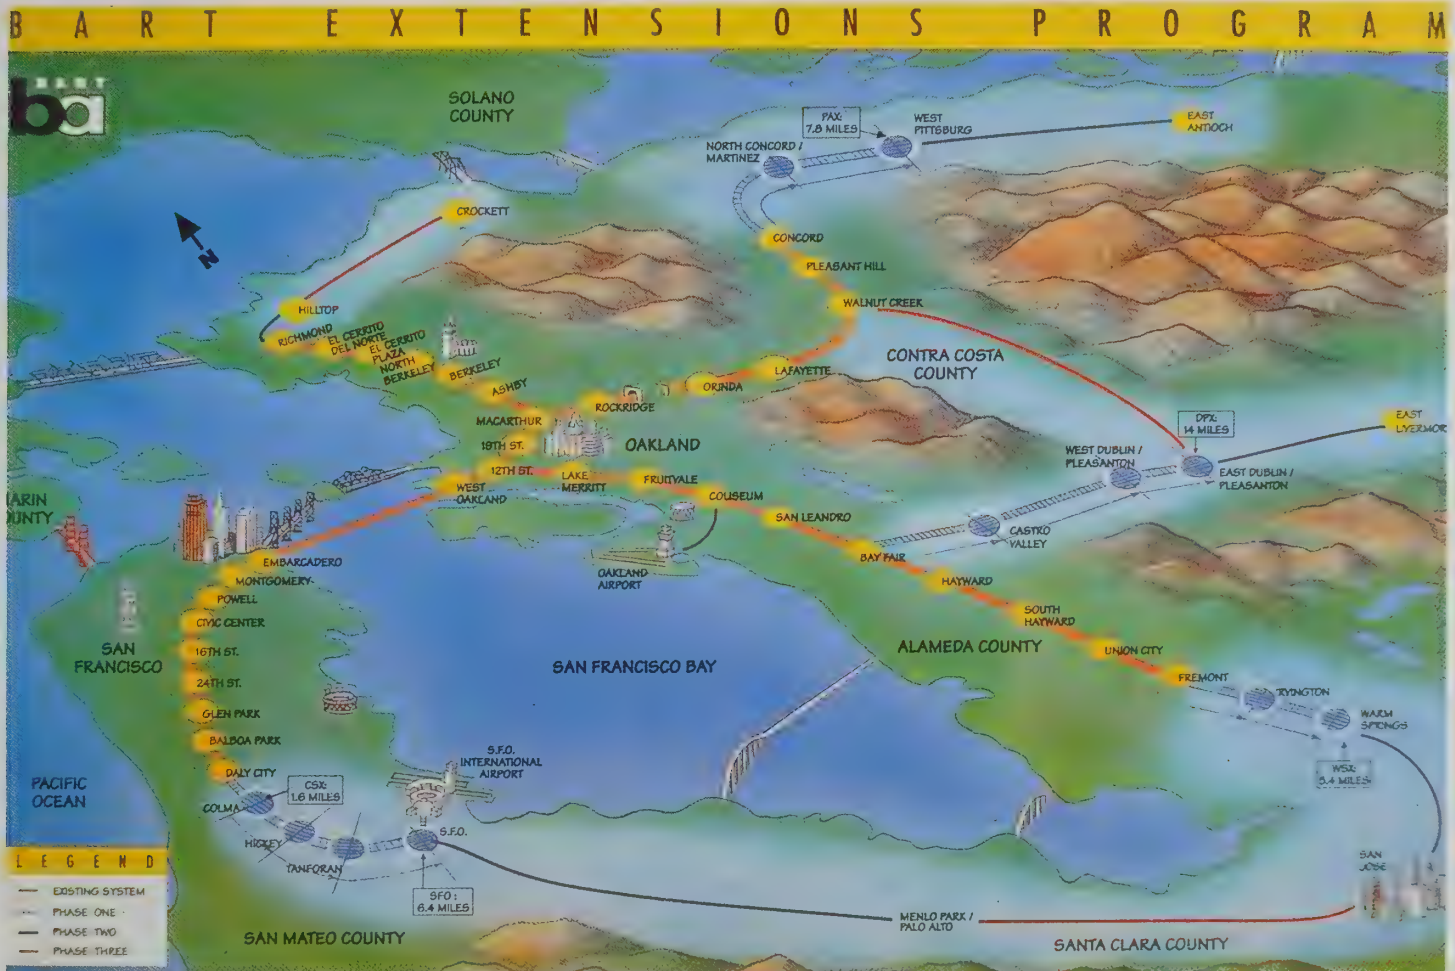 BART EXTENSIONS PROGRAM
BART
ba
SOLANO
COUNTY
PAX:
7.8 MILES
WEST
PITTSBURG
EAST
ANTIOCH
NORTH CONCORD /
MARTINEZ
CROCKETT
N
CONCORD
PLEASANT HILL
HILLTOP
WALNUT CREEK
RICHMOND
EL CERRITO
DEL NORTE
EL CERRITO
PLAZA
NORTH
BERKELEY
BERKELEY
ASHBY
CONTRA COSTA
COUNTY
LAFAYETTE
ORINDA
ROCKRIDGE
MACARTHUR
19TH ST.
OAKLAND
DPX:
14 MILES
EAST
LIVERMOR
WEST DUBLIN /
PLEASANTON
EAST DUBLIN /
PLEASANTON
12TH ST.
LAKE
MERRITT
FRUITVALE
WEST
OAKLAND
COLISEUM
SAN LEANDRO
CASTRO
VALLEY
ARIN
OUNTY
EMBARCADERO
OAKLAND
AIRPORT
BAY FAIR
MONTGOMERY
HAYWARD
POWELL
CIVIC CENTER
SOUTH
HAYWARD
SAN
FRANCISCO
16TH ST.
SAN FRANCISCO BAY
ALAMEDA COUNTY
UNION CITY
24TH ST.
FREMONT
IRVINGTON
GLEN PARK
WARM
SPRINGS
BALBOA PARK
S.F.O.
INTERNATIONAL
AIRPORT
DALY CITY
WSX:
5.4 MILES
PACIFIC
OCEAN
CSX:
1.6 MILES
COLMA
HICKEY
TANFORAN
S.F.O.
SAN
JOSE
LEGEND
EXISTING SYSTEM
PHASE ONE
PHASE TWO
PHASE THREE
SFO:
6.4 MILES
MENLO PARK /
PALO ALTO
SAN MATEO COUNTY
SANTA CLARA COUNTY